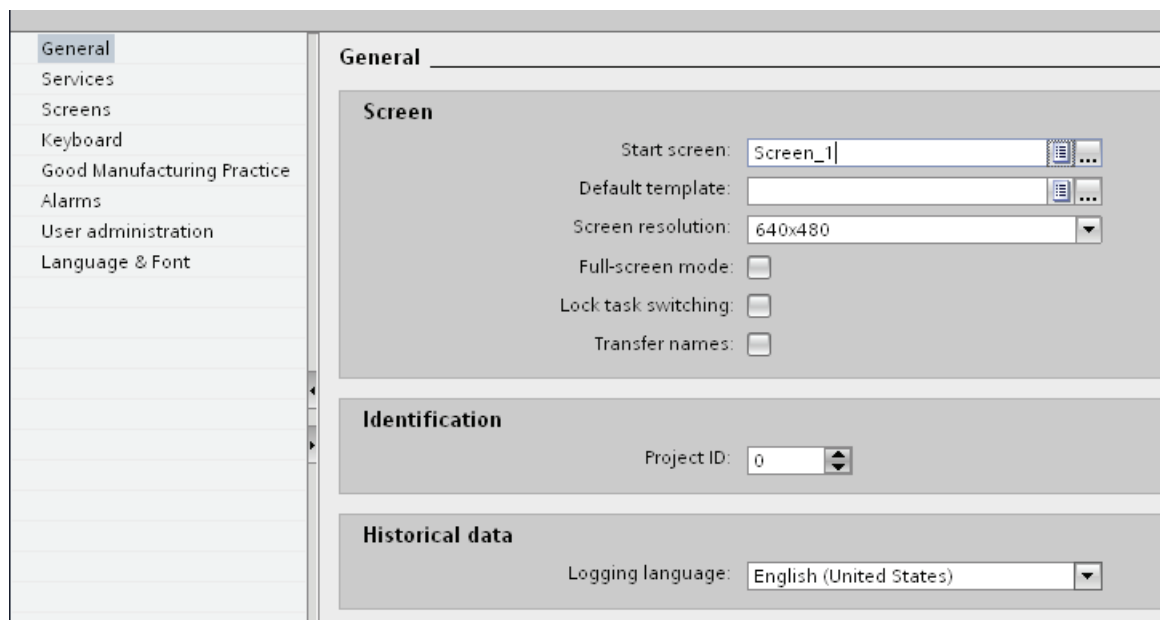 General
Services
Screens
Keyboard
Good Manufacturing Practice
Alarms
User administration
Language & Font
General
Screen
Start screen: Screen_1
...
Default template:
...
Screen resolution: 640x480
Full-screen mode:
Lock task switching:
Transfer names:
Identification
Project ID: 0
Historical data
Logging language: English (United States)